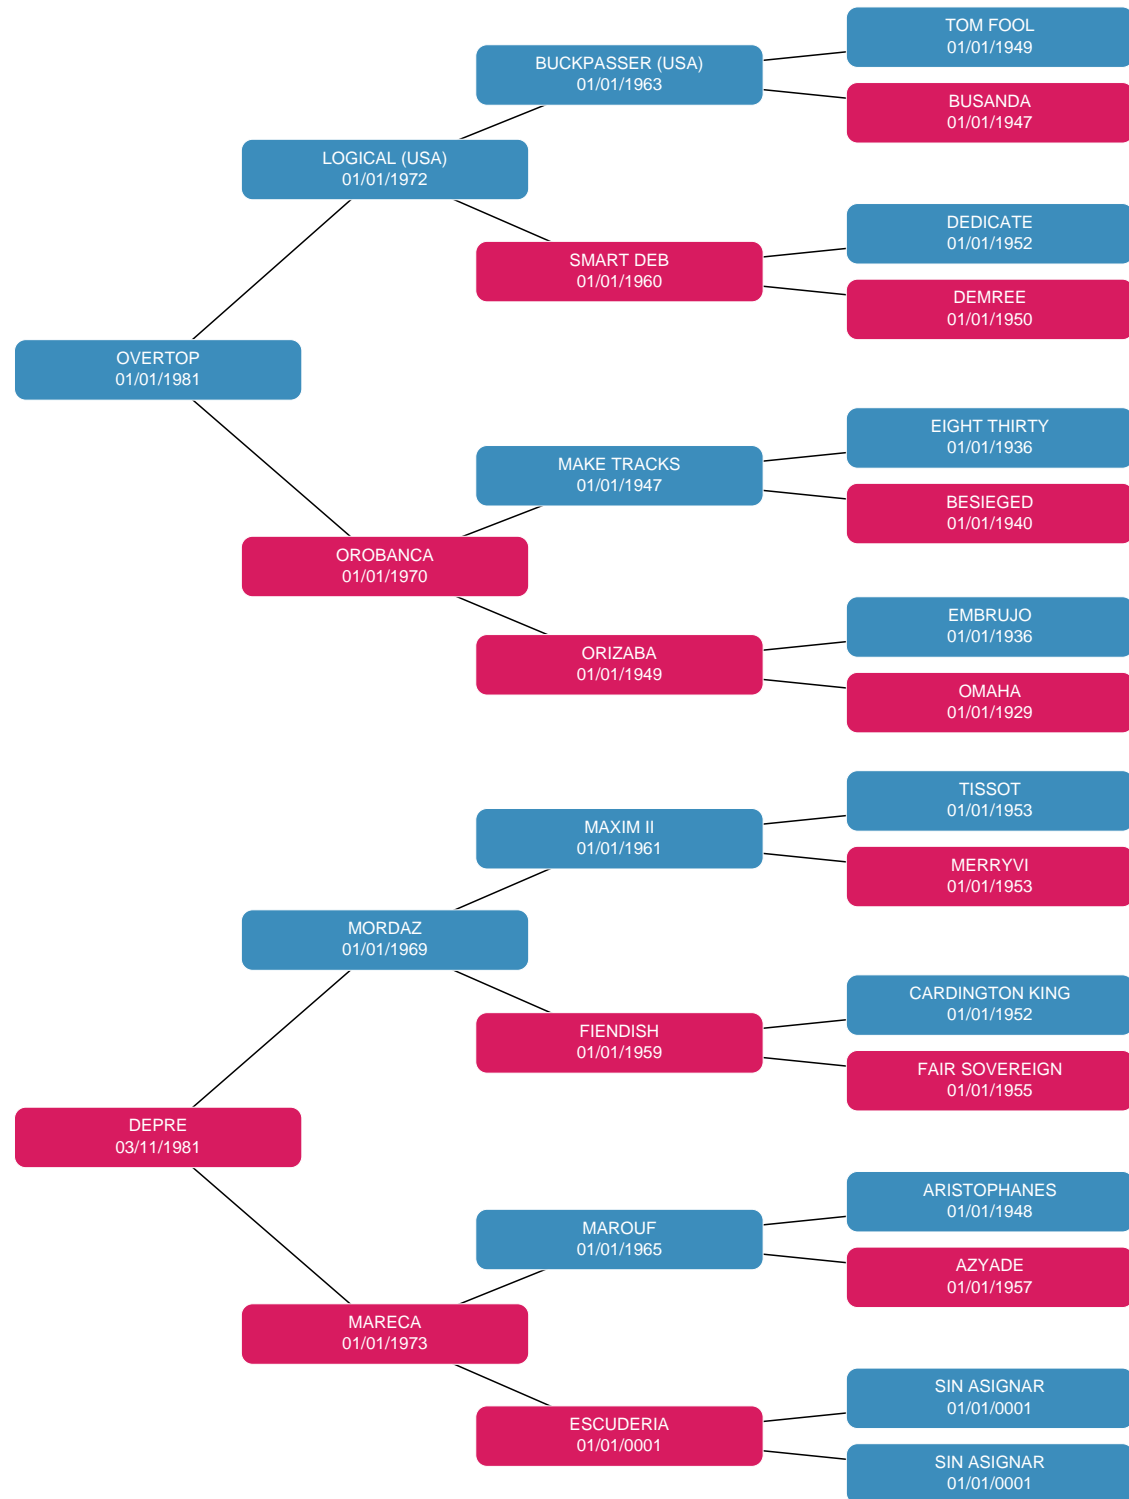 TOM FOOL
01/01/1949
BUCKPASSER (USA)
01/01/1963
BUSANDA
01/01/1947
LOGICAL (USA)
01/01/1972
DEDICATE
01/01/1952
SMART DEB
01/01/1960
DEMREE
01/01/1950
OVERTOP
01/01/1981
EIGHT THIRTY
01/01/1936
MAKE TRACKS
01/01/1947
BESIEGED
01/01/1940
OROBANCA
01/01/1970
EMBRUJO
01/01/1936
ORIZABA
01/01/1949
OMAHA
01/01/1929
TISSOT
01/01/1953
MAXIM II
01/01/1961
MERRYVI
01/01/1953
MORDAZ
01/01/1969
CARDINGTON KING
01/01/1952
FIENDISH
01/01/1959
FAIR SOVEREIGN
01/01/1955
DEPRE
03/11/1981
ARISTOPHANES
01/01/1948
MAROUF
01/01/1965
AZYADE
01/01/1957
MARECA
01/01/1973
SIN ASIGNAR
01/01/0001
ESCUDERIA
01/01/0001
SIN ASIGNAR
01/01/0001